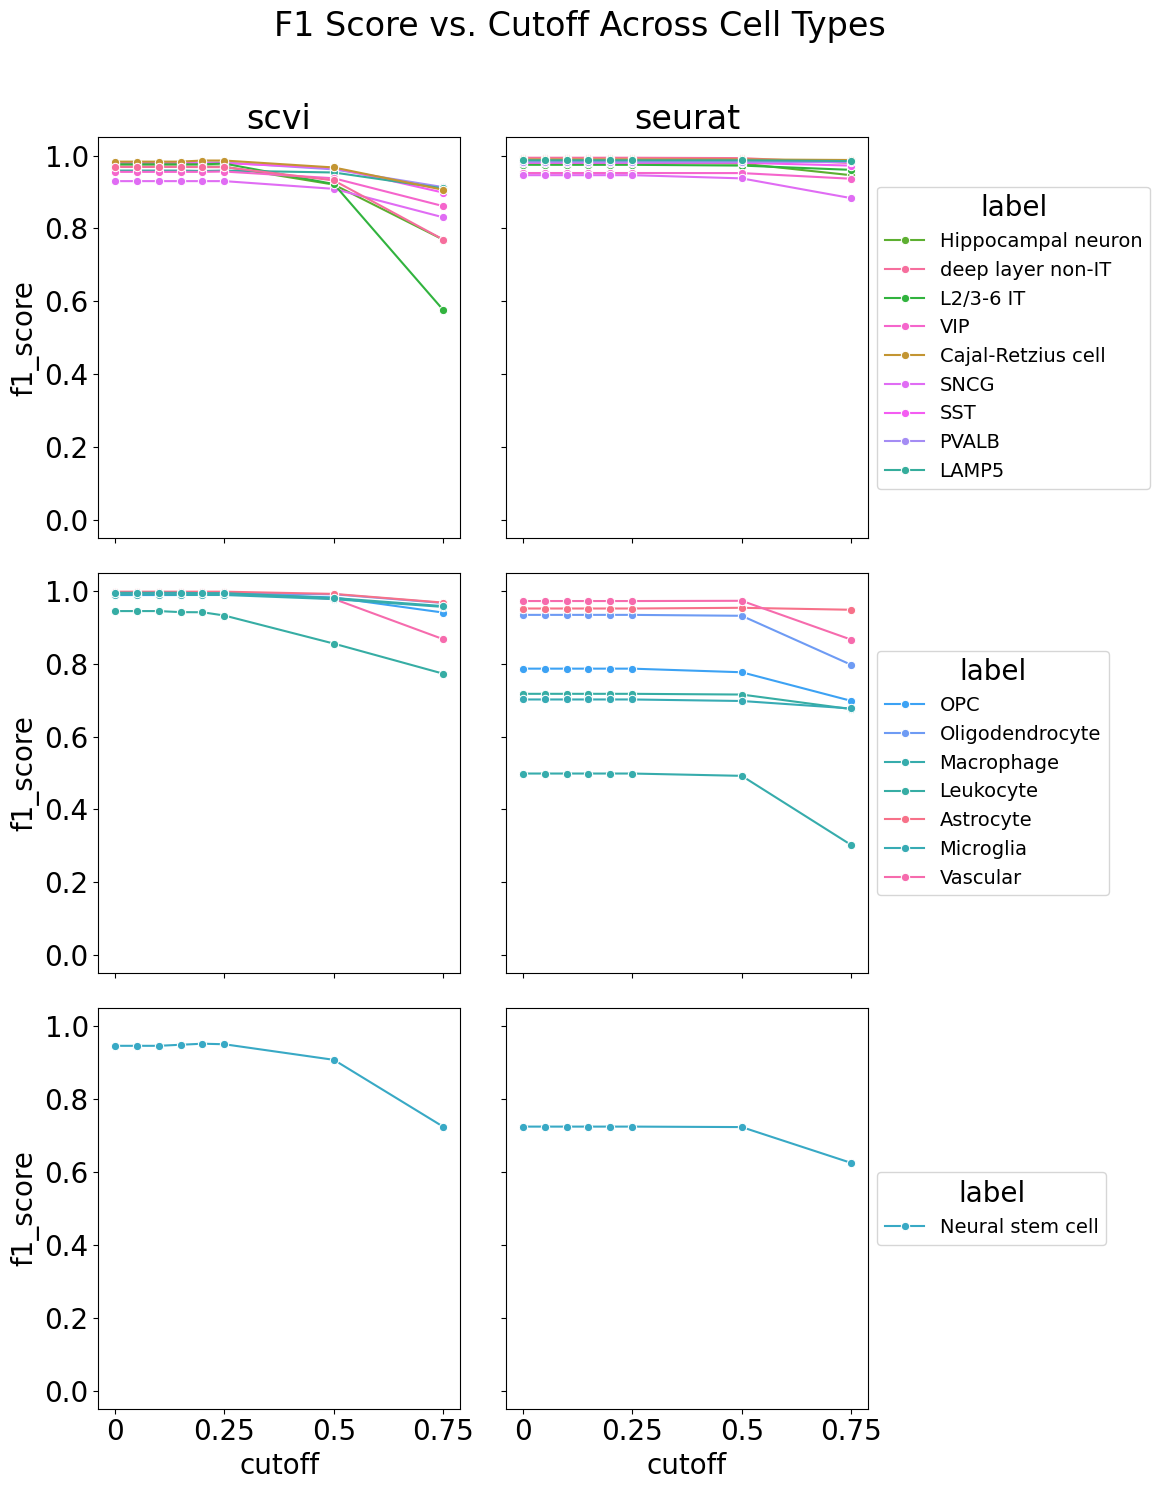 F1 Score vs. Cutoff Across Cell Types
scvi
seurat
f1_score
1.0
0.8
0.6
0.4
0.2
0.0
label
Hippocampal neuron
deep layer non-IT
L2/3-6 IT
VIP
Cajal-Retzius cell
SNCG
SST
PVALB
LAMP5
f1_score
1.0
0.8
0.6
0.4
0.2
0.0
label
OPC
Oligodendrocyte
Macrophage
Leukocyte
Astrocyte
Microglia
Vascular
f1_score
1.0
0.8
0.6
0.4
0.2
0.0
label
Neural stem cell
0 0.25 0.5 0.75
0 0.25 0.5 0.75
cutoff
cutoff